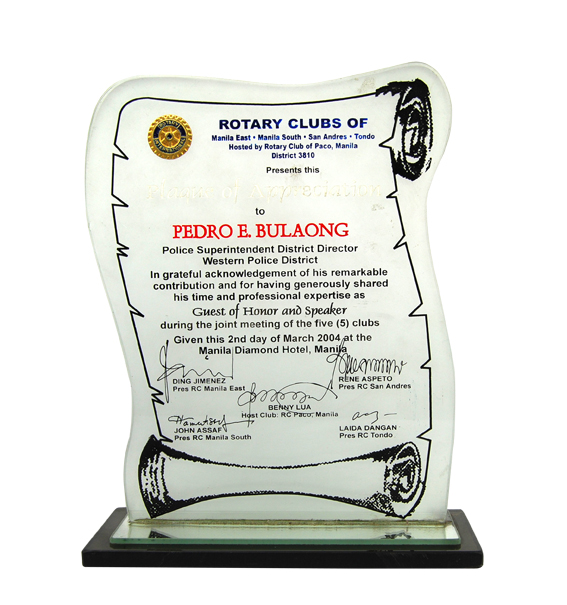 ROTARY CLUBS OF
Manila East • Manila South • San Andres • Tondo
Hosted by Rotary Club of Paco, Manila
District 3810
Presents this
of Appreciation
to
PEDRO E. BULAONG
Police Superintendent District Director
Western Police District
In grateful acknowledgement of his remarkable
contribution and for having generously shared
his time and professional expertise as
Guest of Honor and Speaker
during the joint meeting of the five (5) clubs
Given this 2nd day of March 2004 at the
Manila Diamond Hotel, Manila
DING JIMENEZ
Pres RC Manila East
RENE ASPETO
Pres RC San Andres
BENNY LUA
Host Club: RC Paco, Manila
JOHN ASSAF
Pres RC Manila South
LAIDA DANGAN
Pres RC Tondo